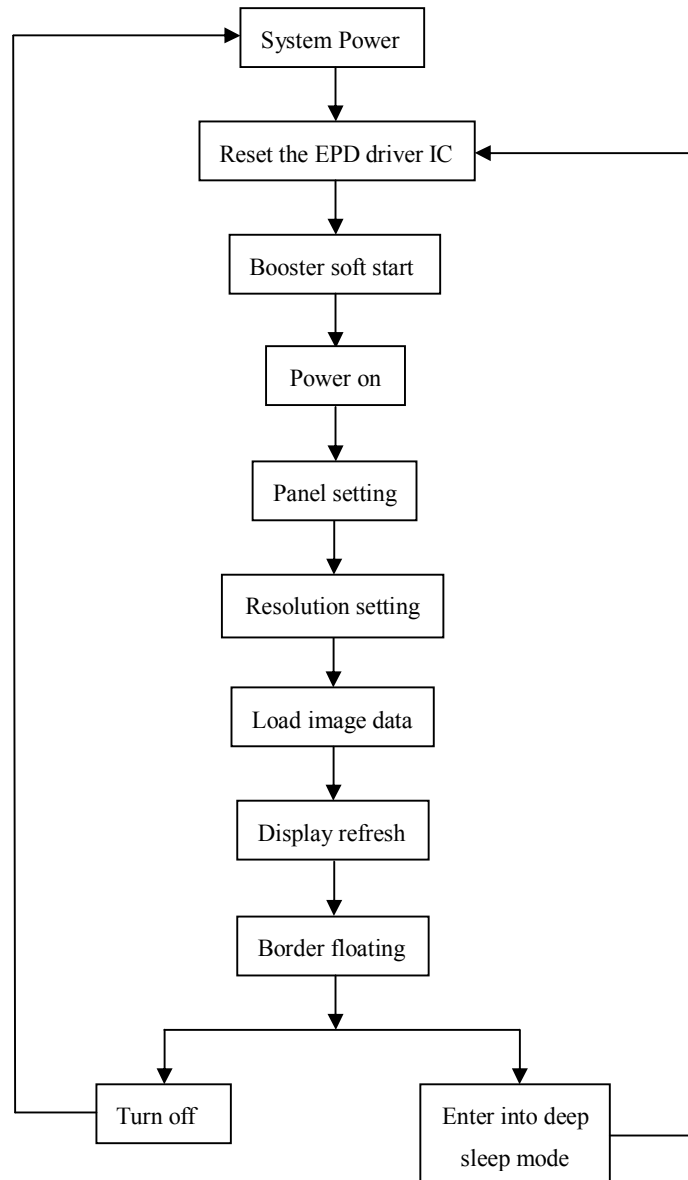 System Power
Reset the EPD driver IC
Booster soft start
Power on
Panel setting
Resolution setting
Load image data
Display refresh
Border floating
Turn off
Enter into deep
sleep mode